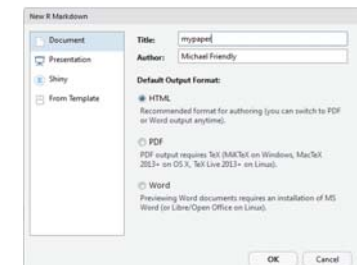 New R Markdown
Document
Presentation
Shiny
From Template
Title: mypaper
Author: Michael Friendly
Default Output Format:
HTML
Recommended format for authoring (you can switch to PDF
or Word output anytime).
PDF
PDF output requires TeX (MiKTeX on Windows, MacTeX
2013+ on OS X, TeX Live 2013+ on Linux).
Word
Previewing Word documents requires an installation of MS
Word (or Libre/Open Office on Linux).
OK Cancel